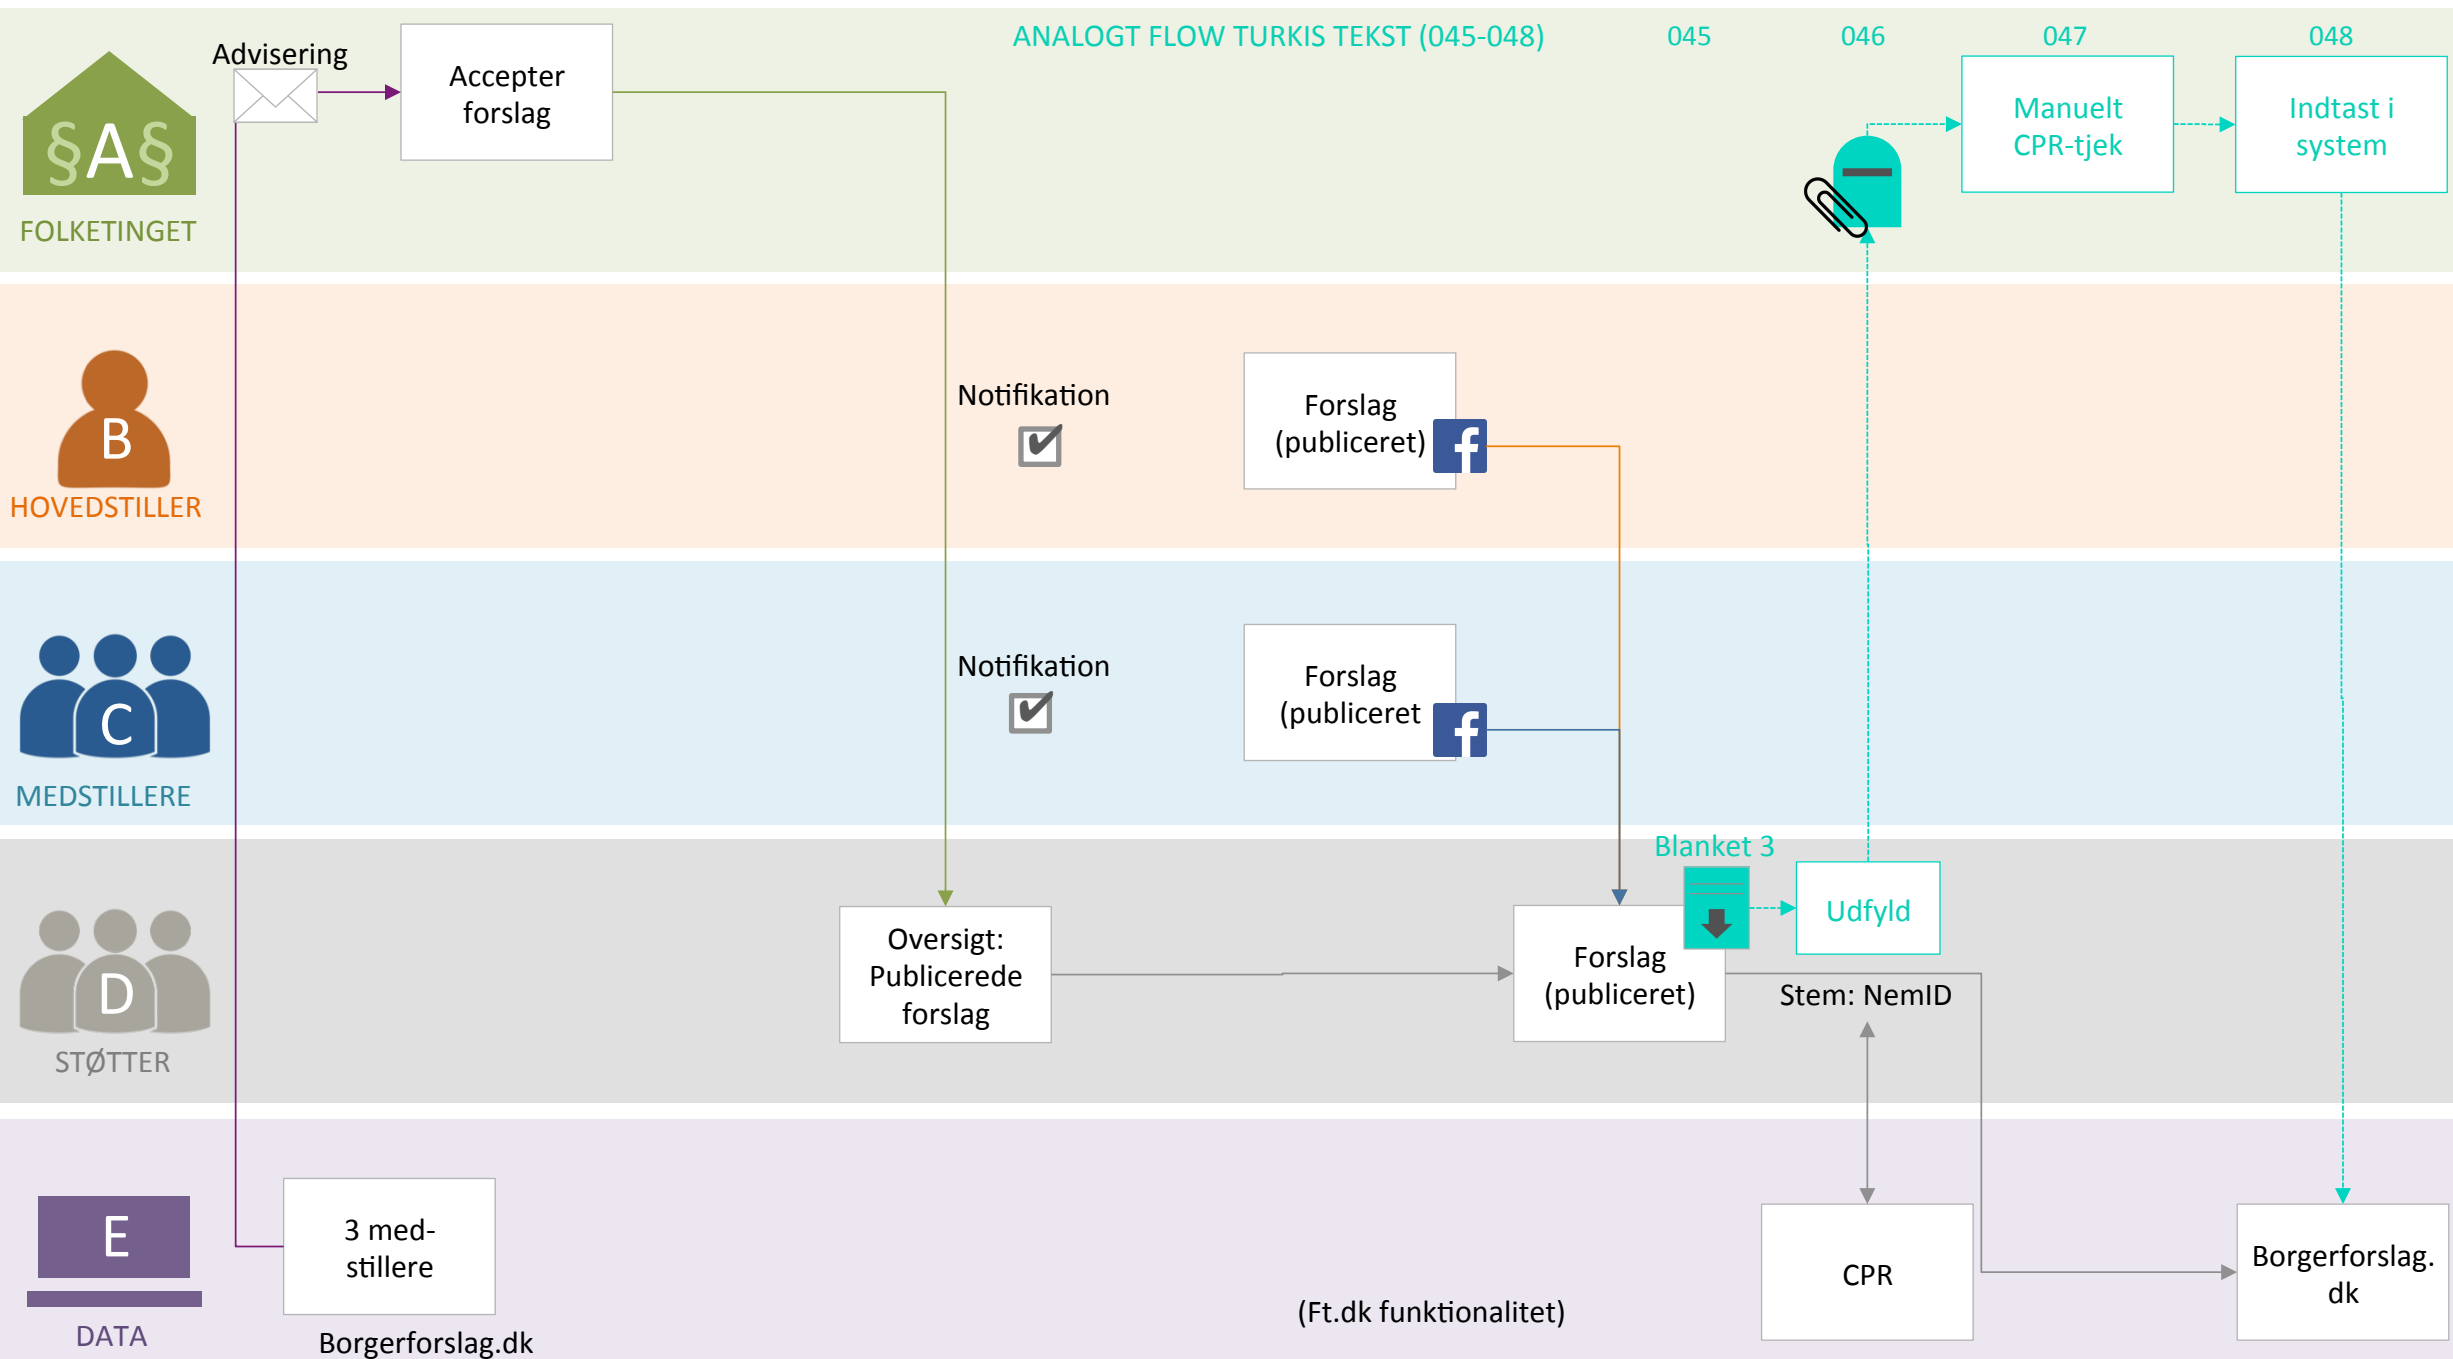 ANALOGT FLOW TURKIS TEKST (045-048)
045
046
047
048
Advisering
Accepter
forslag
Manuelt
CPR-tjek
Indtast i
system
§A§
FOLKETINGET
Notifikation
Forslag
(publiceret)
f
B
HOVEDSTILLER
Notifikation
Forslag
(publiceret
f
C
MEDSTILLERE
Blanket 3
Udfyld
Oversigt:
Publicerede
forslag
Forslag
(publiceret)
Stem: NemID
D
STØTTER
3 med-
stillere
E
CPR
Borgerforslag.
dk
(Ft.dk funktionalitet)
DATA
Borgerforslag.dk